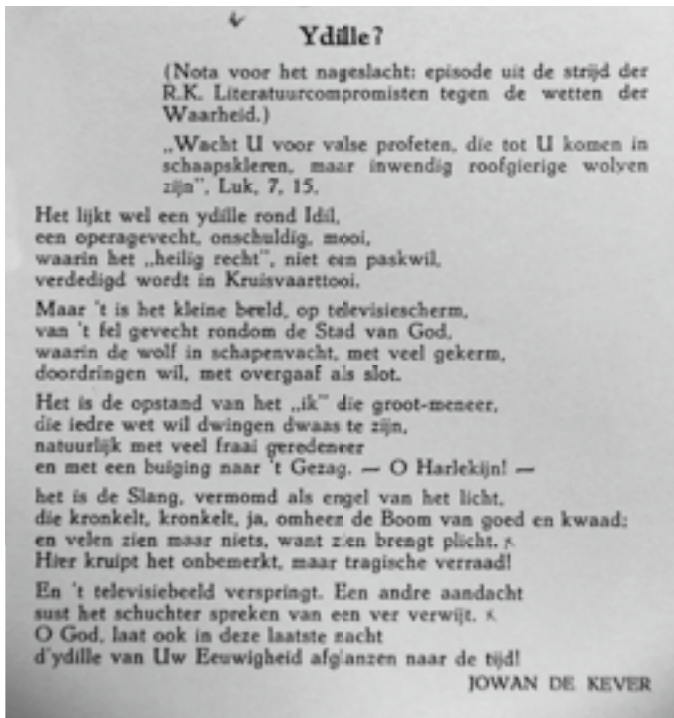 Ydille?
(Nota voor het nageslacht: episode uit de strijd der
R.K. Literatuurcompromisten tegen de wetten der
Waarheid.)
„Wacht U voor valse profeten, die tot U komen in
schaapskleren, maar inwendig roofgierige wolven
zijn", Luk, 7, 15.
Het lijkt wel een ydille rond Idil,
een operagevecht, onschuldig, mooi,
waarin het „heilig recht", niet een paskwil,
verdedigd wordt in Kruisvaarttooi.
Maar 't is het kleine beeld, op televisiescherm,
van 't fel gevecht rondom de Stad van God,
waarin de wolf in schapenvacht, met veel gekerm,
doordringen wil, met overgaaf als slot.
Het is de opstand van het „ik" die groot-meneer,
die iedre wet wil dwingen dwaas te zijn,
natuurlijk met veel fraai geredeneer
en met een buiging naar 't Gezag. — O Harlekijn! —
het is de Slang, vermomd als engel van het licht,
die kronkelt, kronkelt, ja, omheen de Boom van goed en kwaad;
en velen zien maar niets, want zien brengt plicht.
Hier kruipt het onbemerkt, maar tragische verraad!
En 't televisiebeeld verspringt. Een andre aandacht
sust het schuchter spreken van een ver verwijt.
O God, laat ook in deze laatste nacht
d'ydille van Uw Eeuwigheid afglanzen naar de tijd!
JOWAN DE KEVER